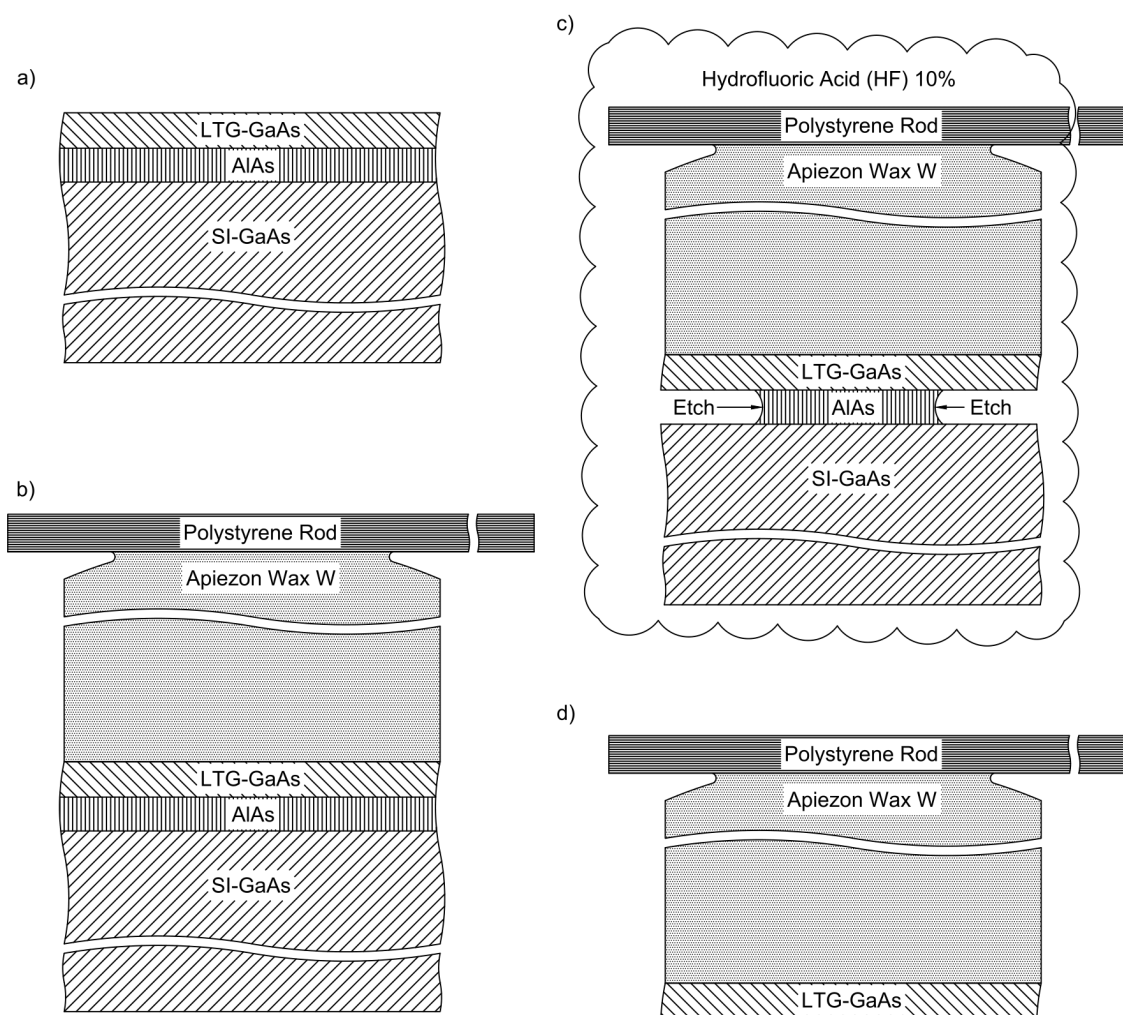 a)
LTG-GaAs
AlAs
SI-GaAs
b)
Polystyrene Rod
Apiezon Wax W
LTG-GaAs
AlAs
SI-GaAs
c)
Hydrofluoric Acid (HF) 10%
Polystyrene Rod
Apiezon Wax W
LTG-GaAs
Etch AlAs Etch
SI-GaAs
d)
Polystyrene Rod
Apiezon Wax W
LTG-GaAs